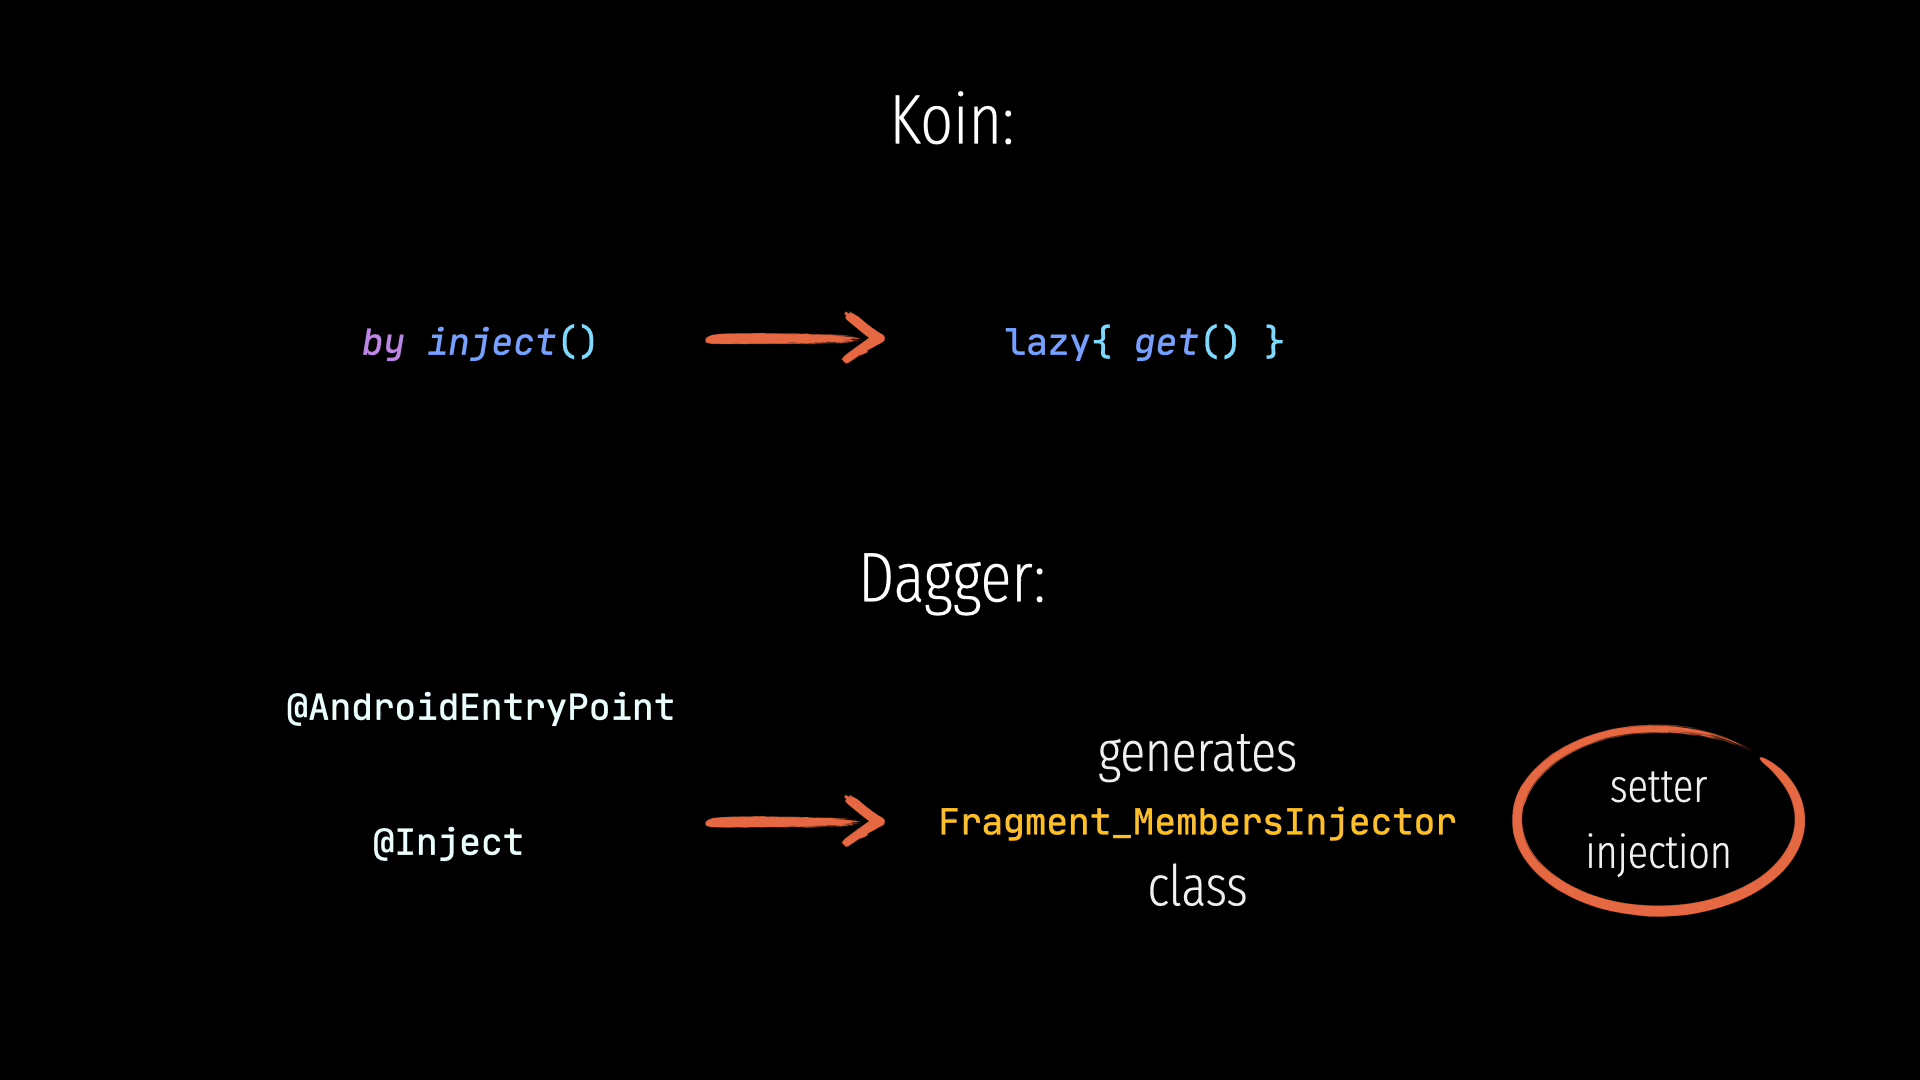 Koin:
by inject()
lazy{ get() }
Dagger:
@AndroidEntryPoint
@Inject
generates
Fragment_MembersInjector
class
setter
injection